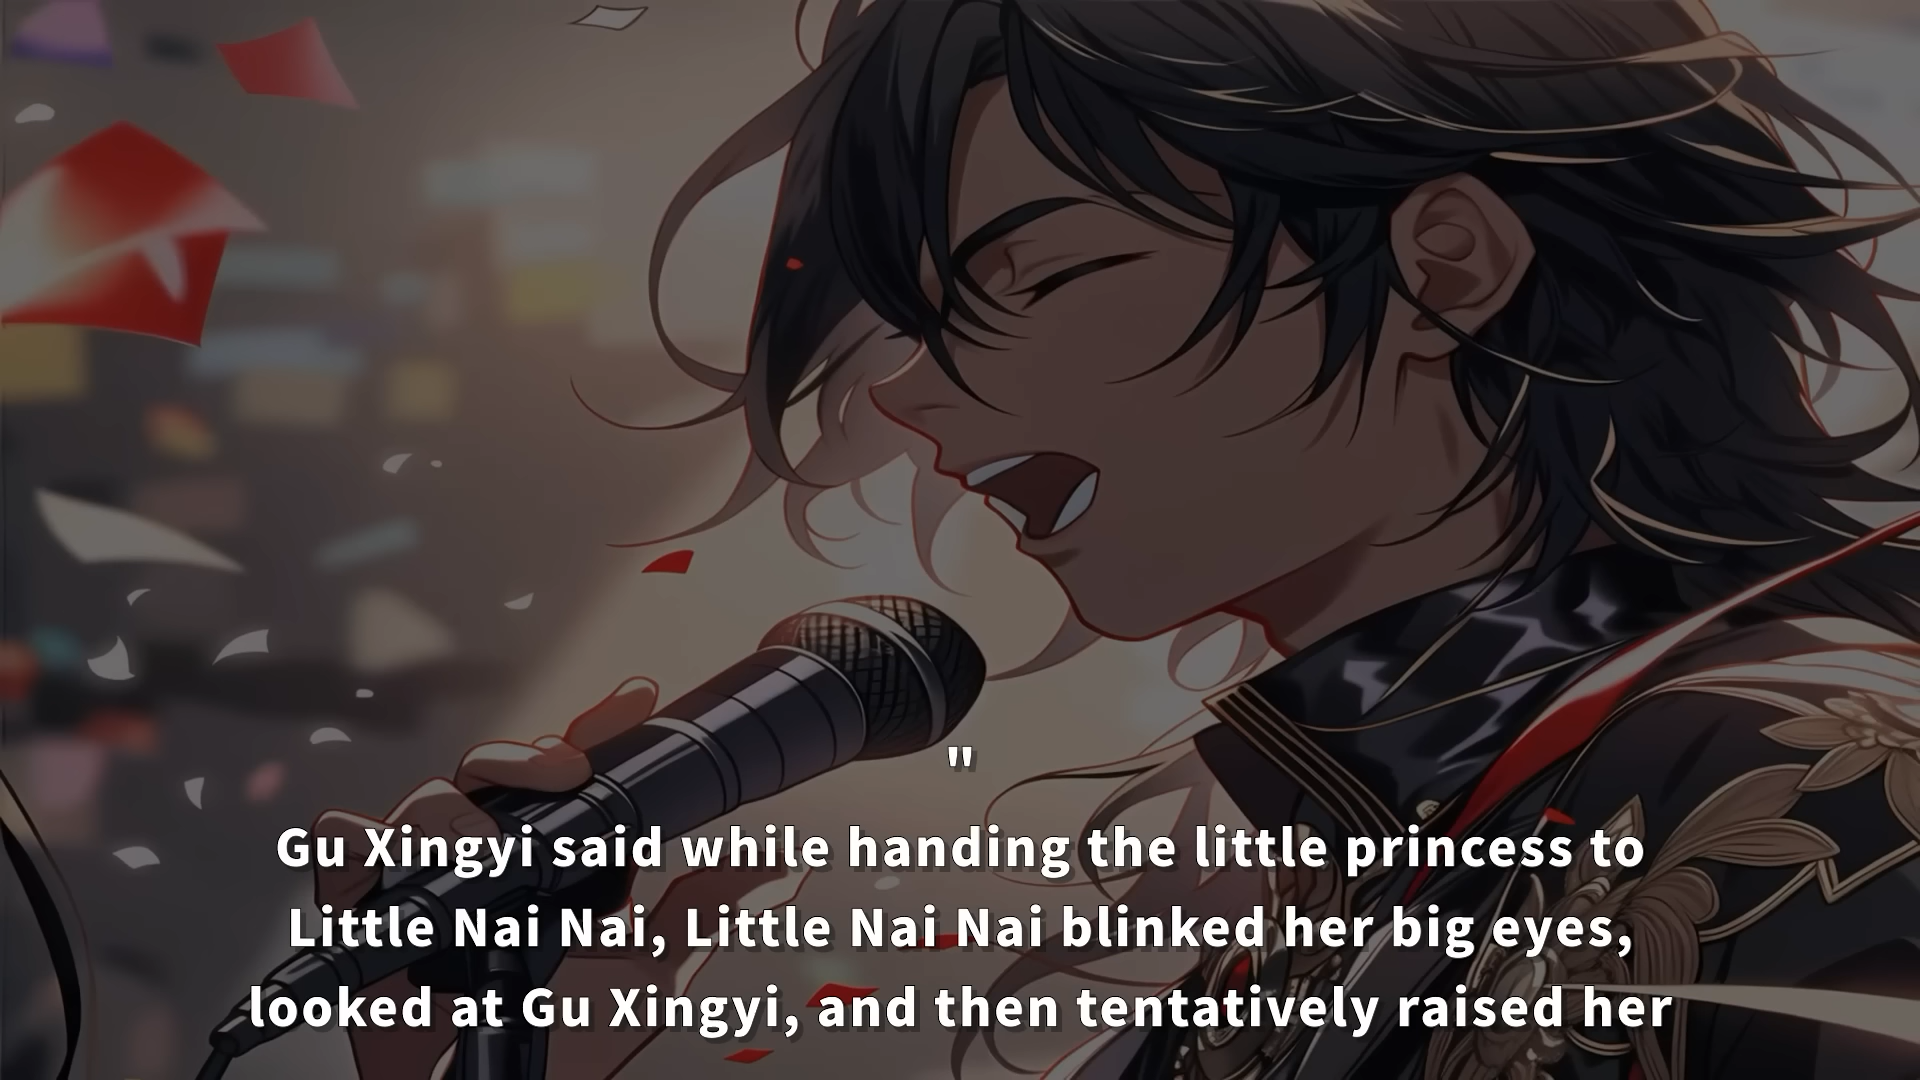 "
Gu Xingyi said while handing the little princess to
Little Nai Nai, Little Nai Nai blinked her big eyes,
looked at Gu Xingyi, and then tentatively raised her